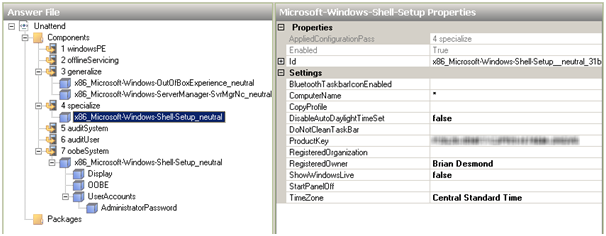 Answer File
Unattend
Components
1 windowsPE
2 offlineServicing
3 generalize
x86_Microsoft-Windows-OutOfBoxExperience_neutral
x86_Microsoft-Windows-ServerManager-SvrMgrNc_neutral
4 specialize
x86_Microsoft-Windows-Shell-Setup_neutral
5 auditSystem
6 auditUser
7 oobeSystem
x86_Microsoft-Windows-Shell-Setup_neutral
Display
OOBE
UserAccounts
AdministratorPassword
Packages
Microsoft-Windows-Shell-Setup Properties
Properties
AppliedConfigurationPass 4 specialize
Enabled True
Id x86_Microsoft-Windows-Shell-Setup__neutral_31b
Settings
BluetoothTaskbarIconEnabled
ComputerName *
CopyProfile
DisableAutoDaylightTimeSet false
DoNotCleanTaskBar
ProductKey
RegisteredOrganization
RegisteredOwner Brian Desmond
ShowWindowsLive false
StartPanelOff
TimeZone Central Standard Time